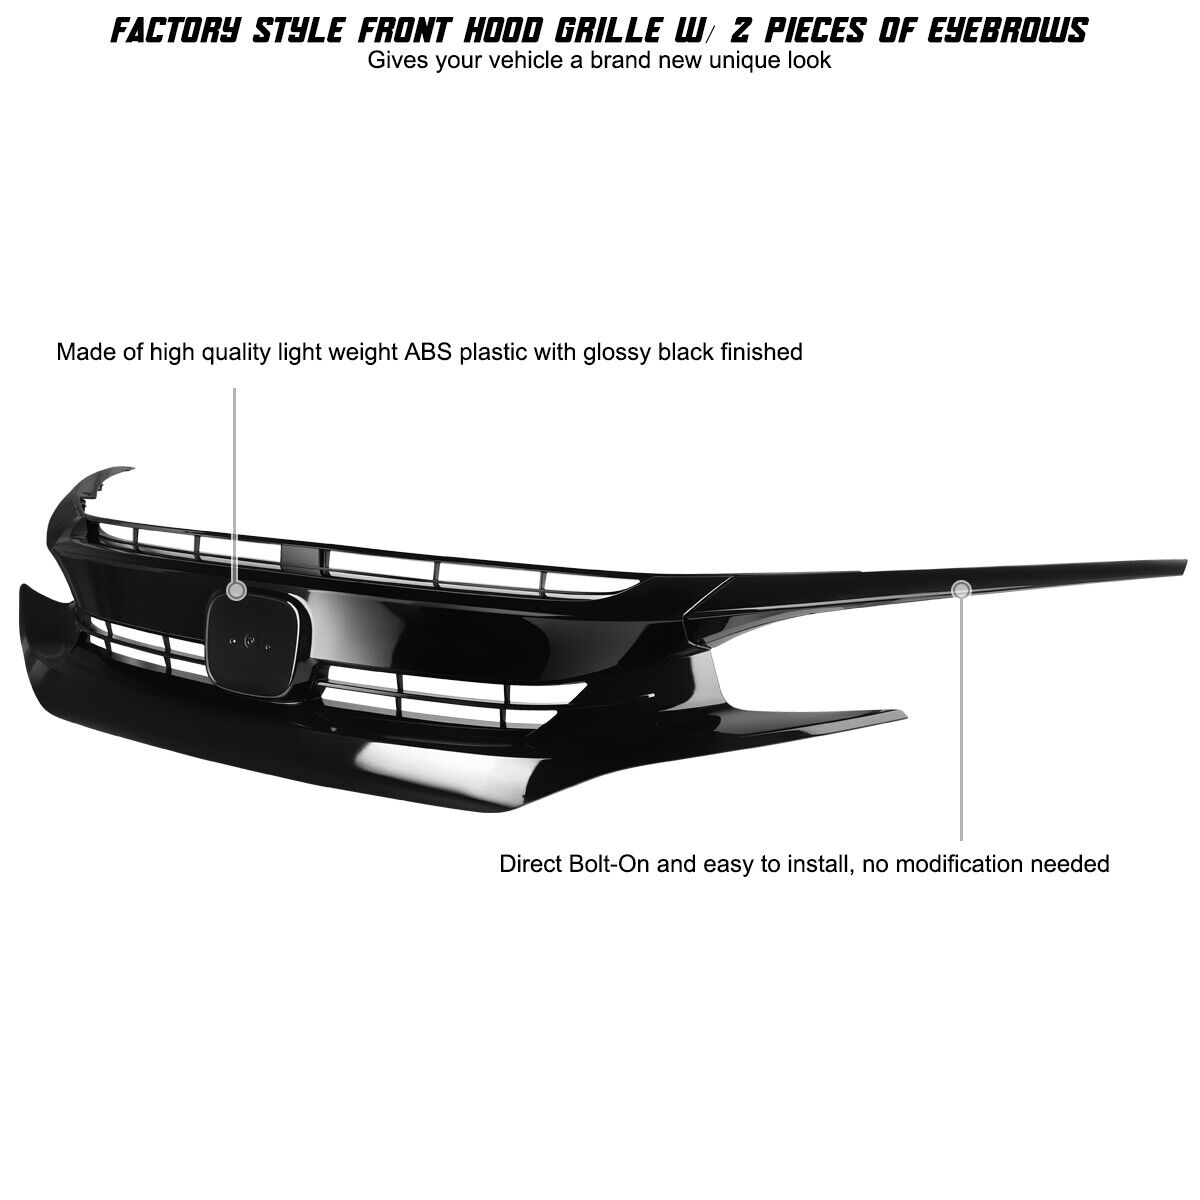 FACTORY STYLE FRONT HOOD GRILLE W/ 2 PIECES OF EYEBROWS
Gives your vehicle a brand new unique look
Made of high quality light weight ABS plastic with glossy black finished
Direct Bolt-On and easy to install, no modification needed